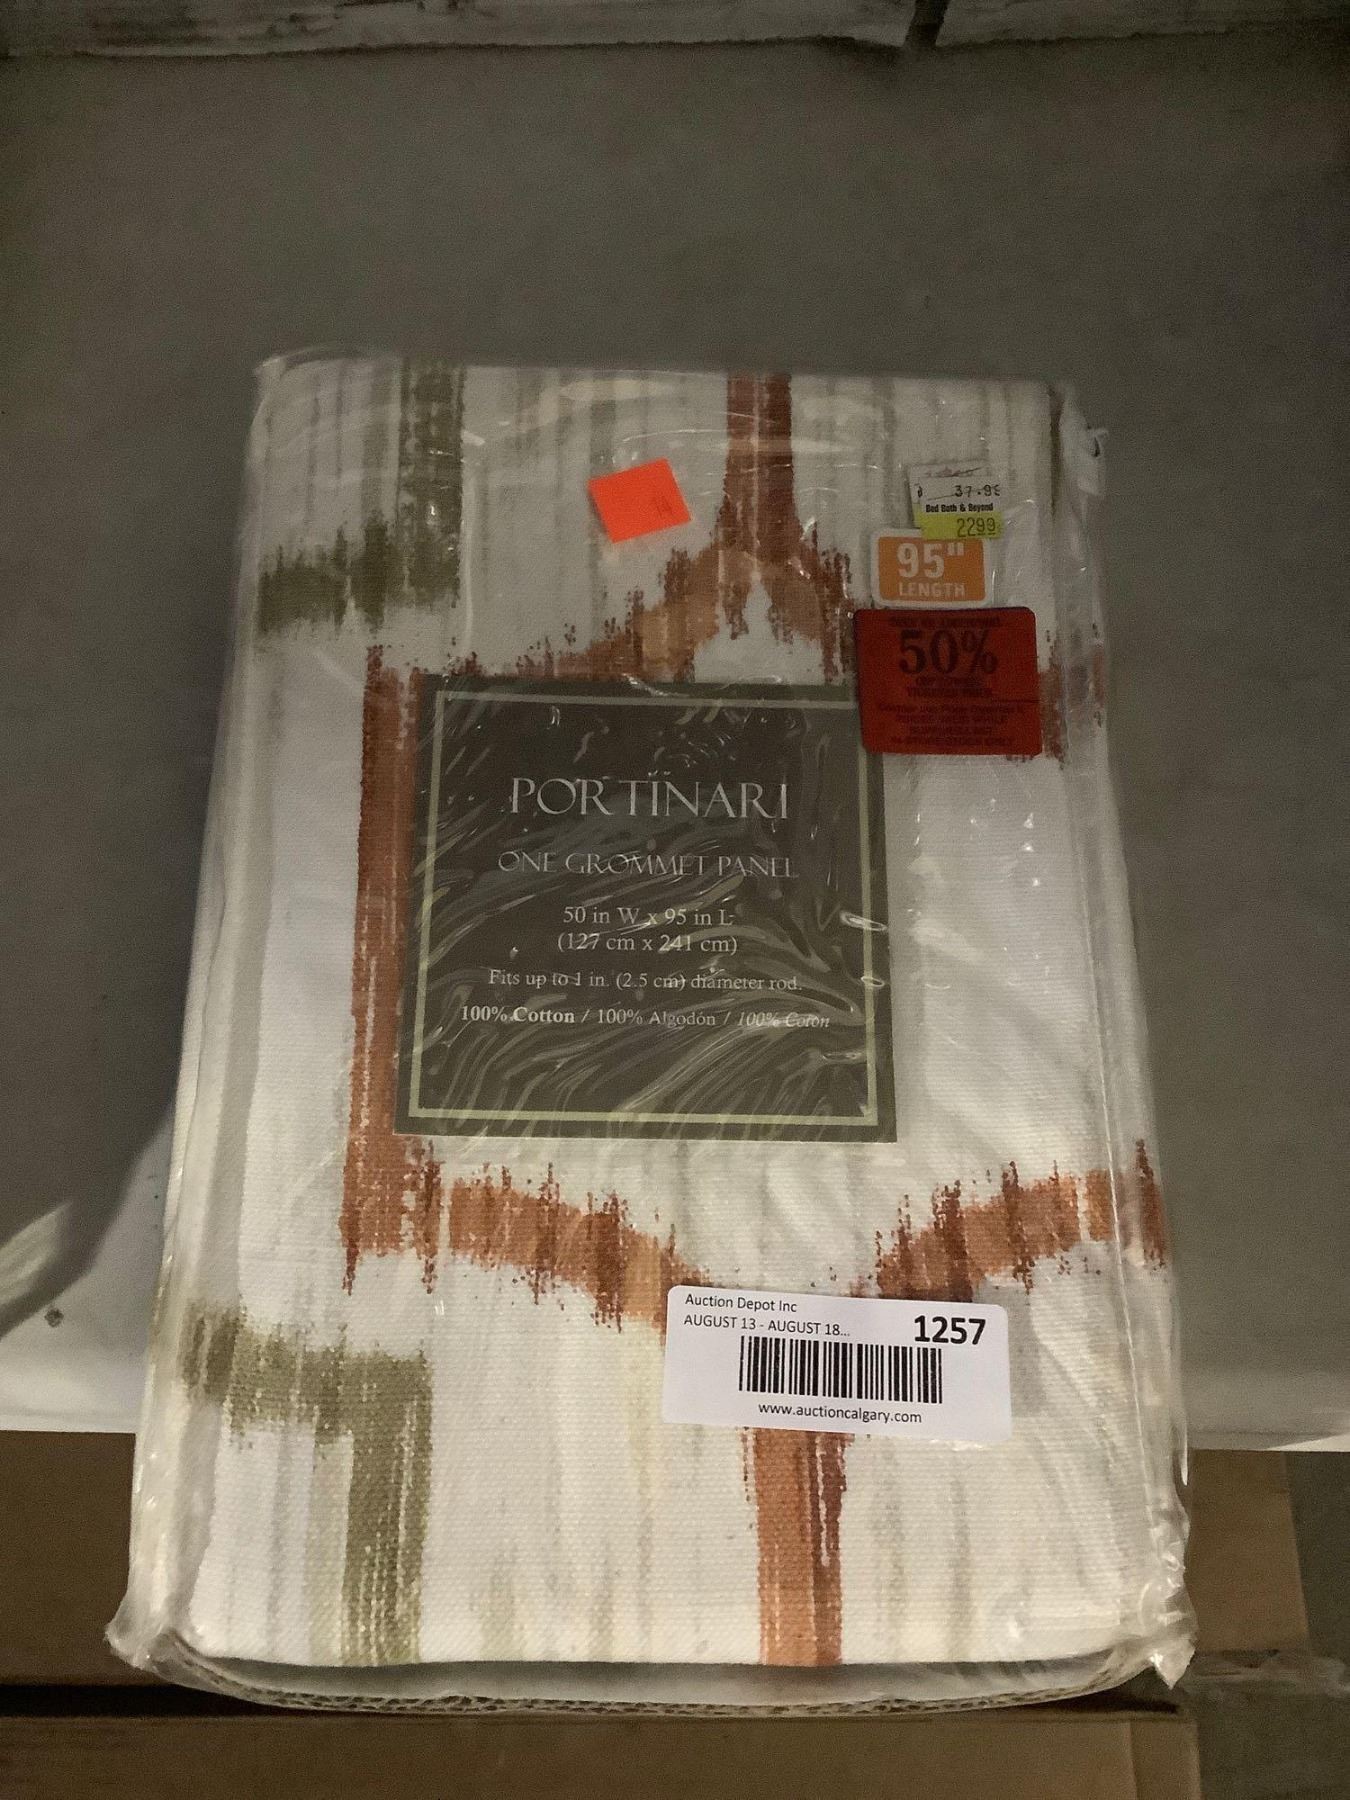 37.99
Bed Bath & Beyond
2299
95"
LENGTH
50%
PORTINARI
ONE GROMMET PANEL
50 in W x 95 in L
(127 cm x 241 cm)
Fits up to 1 in. (2.5 cm) diameter rod.
100% Cotton / 100% Algodón / 100% Coton
Auction Depot Inc
AUGUST 13 - AUGUST 18...
1257
www.auctioncalgary.com